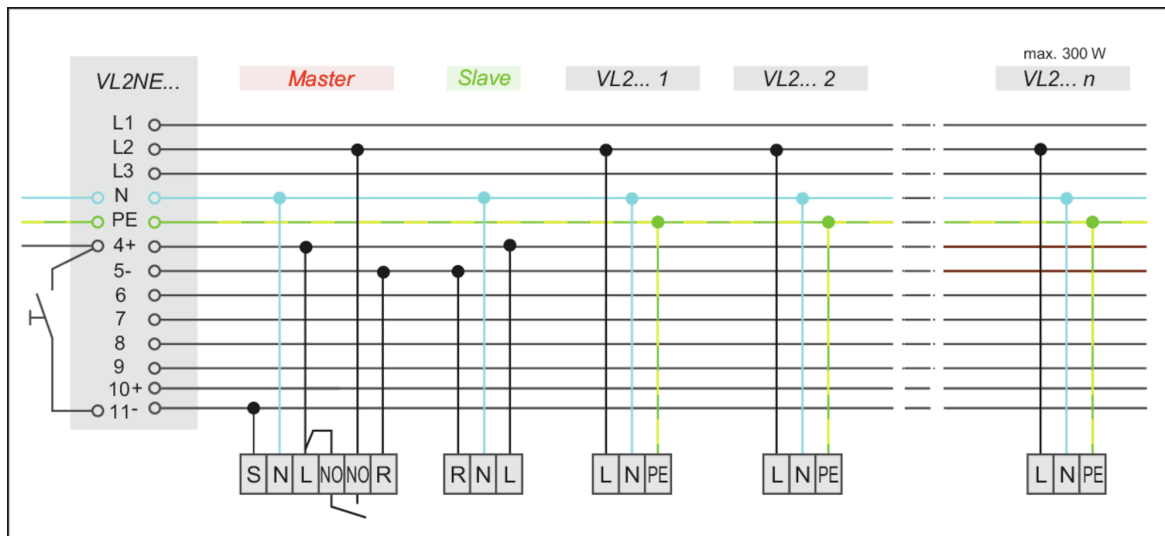 max. 300 W
VL2NE...
Master
Slave
VL2... 1
VL2... 2
VL2... n
L1
L2
L3
N
PE
4+
5-
6
7
8
9
10+
11-
S N L NO NO R
R N L
L N PE
L N PE
L N PE